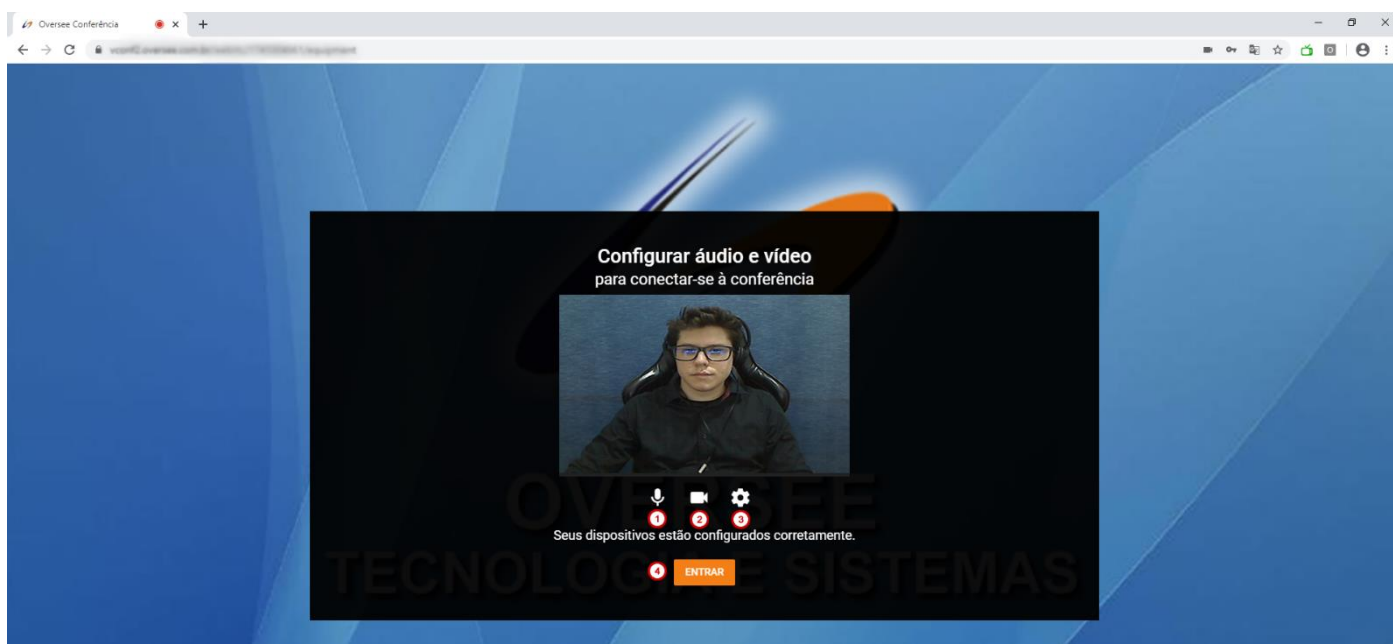 Oversee Conferência
Configurar áudio e vídeo
para conectar-se à conferência
OVERSEE
1 2 3
Seus dispositivos estão configurados corretamente.
TECNOLOGIA E SISTEMAS
4 ENTRAR